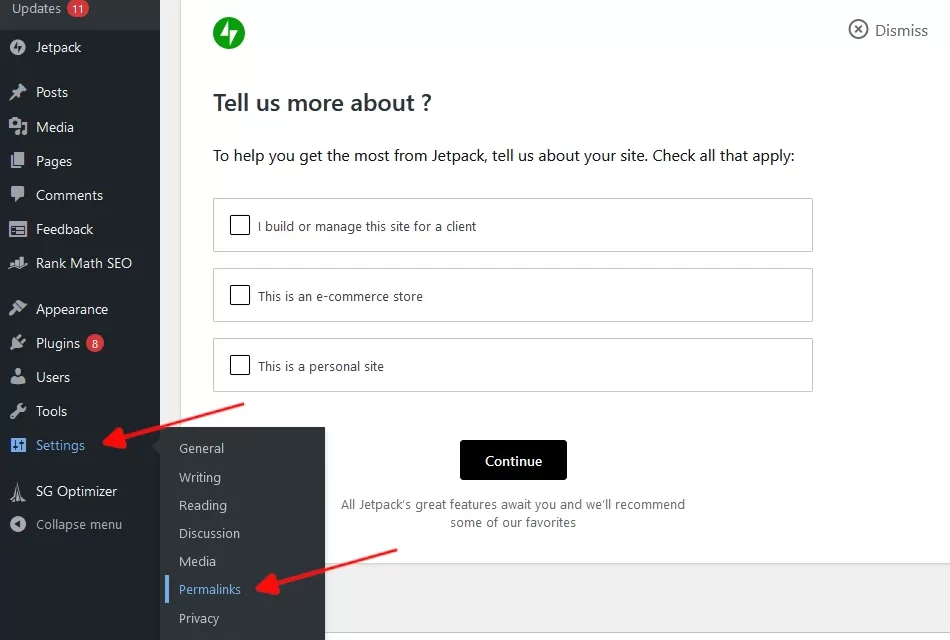 Updates 11
Jetpack
Posts
Media
Pages
Comments
Feedback
Rank Math SEO
Appearance
Plugins 8
Users
Tools
Settings
SG Optimizer
Collapse menu
General
Writing
Reading
Discussion
Media
Permalinks
Privacy
Dismiss
Tell us more about ?
To help you get the most from Jetpack, tell us about your site. Check all that apply:
I build or manage this site for a client
This is an e-commerce store
This is a personal site
Continue
All Jetpack's great features await you and we'll recommend
some of our favorites